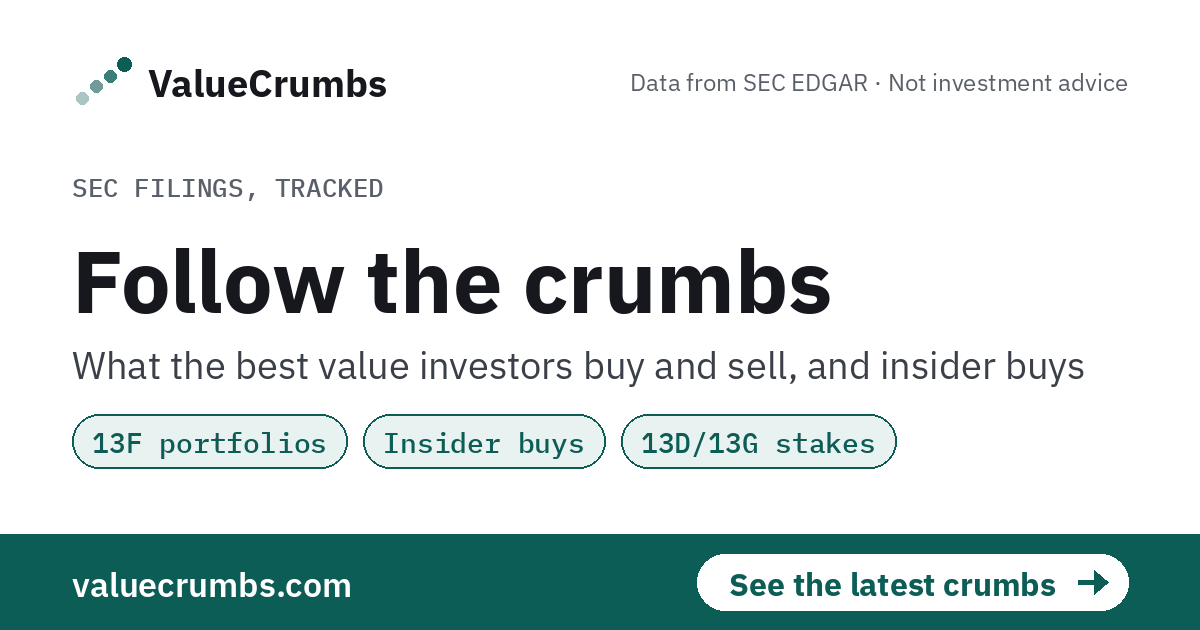 ValueCrumbs
Data from SEC EDGAR · Not investment advice
SEC FILINGS, TRACKED
Follow the crumbs
What the best value investors buy and sell, and insider buys
13F portfolios
Insider buys
13D/13G stakes
valuecrumbs.com
See the latest crumbs